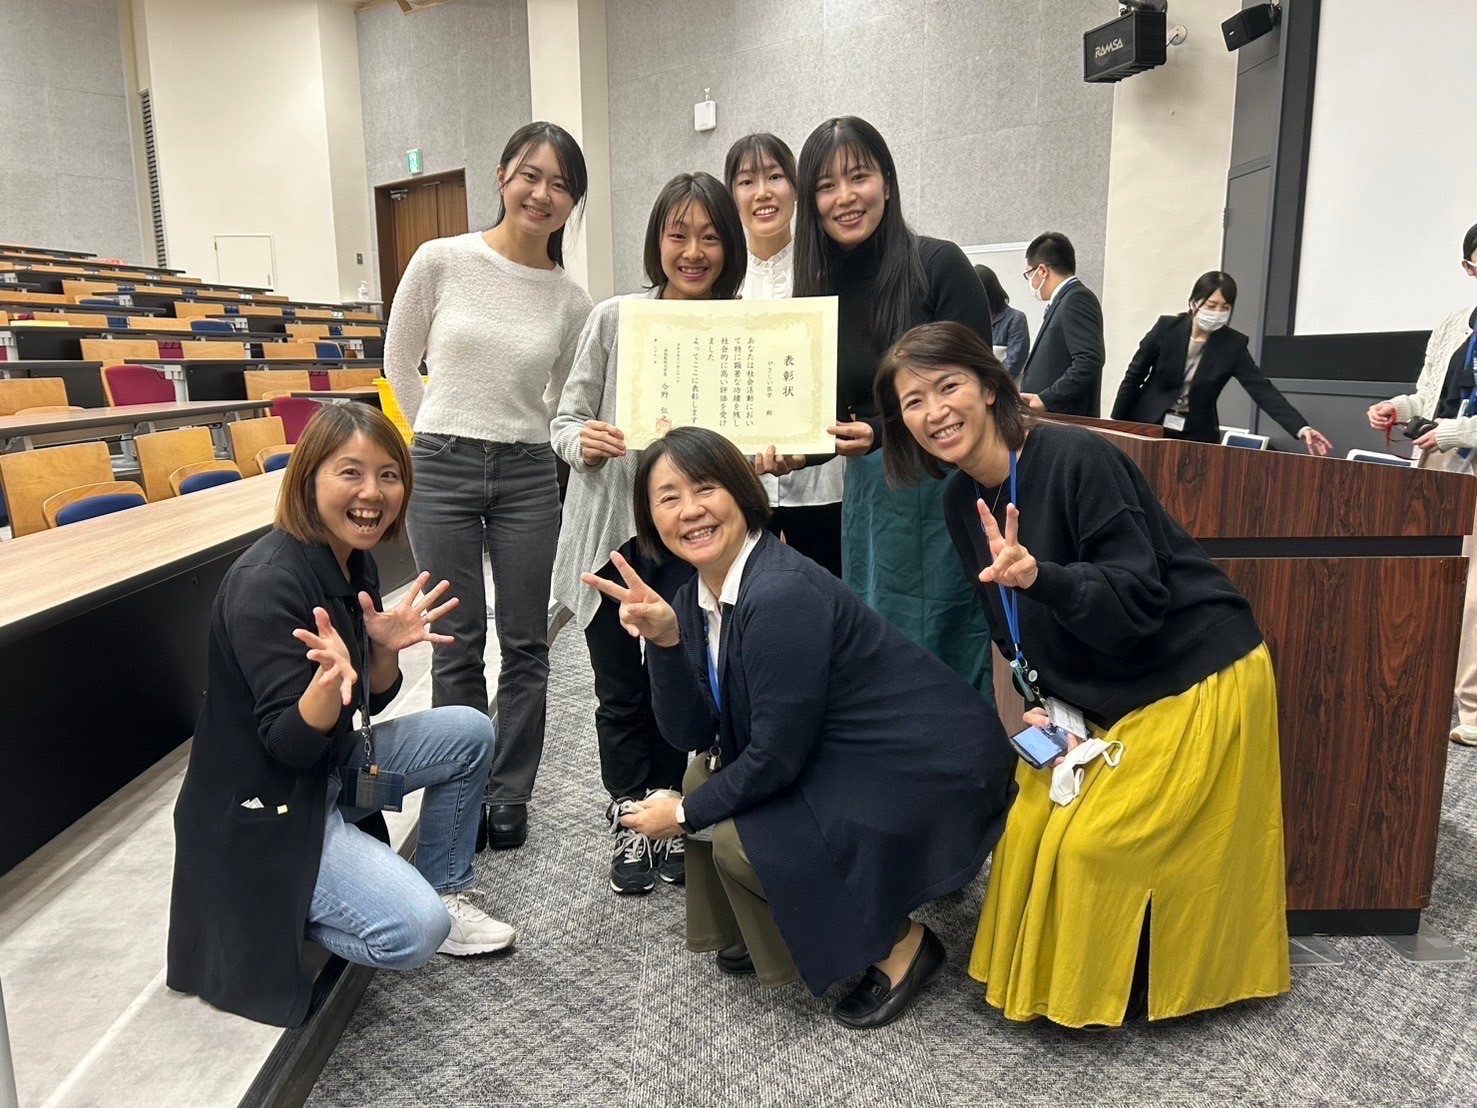 RAMSA
表彰状
やさしい医学 殿
あなたは社会活動におい
て特に顕著な功績を残し
社会的に高い評価を受け
ました
よってここに表彰します
今野 弘